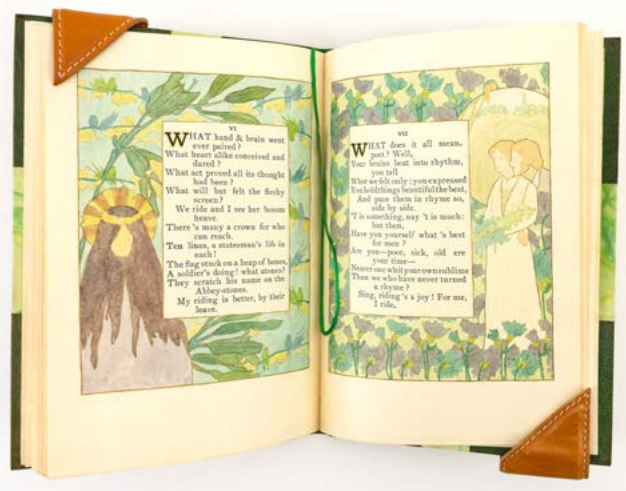 VI
WHAT hand & brain went
ever paired?
What heart alike conceived and
dared?
What act proved all its thought
had been?
What will but felt the fleshy
screen?
We ride and I see her bosom
heave.
There's many a crown for who
can reach.
Ten lines, a statesman's life in
each!
The flag stuck on a heap of bones,
A soldier's doing! what atones?
They scratch his name on the
Abbey-stones.
My riding is better, by their
leave.
VII
WHAT does it all mean,
poet? Well,
Your brains beat into rhythm,
you tell
What we felt only; you expressed
You hold things beautiful the best,
And pace them in rhyme so,
side by side.
'T is something, nay 't is much:
but then,
Have you yourself what 's best
for men?
Are you—poor, sick, old ere
your time—
Nearer one whit your own sublime
Than we who have never turned
a rhyme?
Sing, riding 's a joy! For me,
I ride.